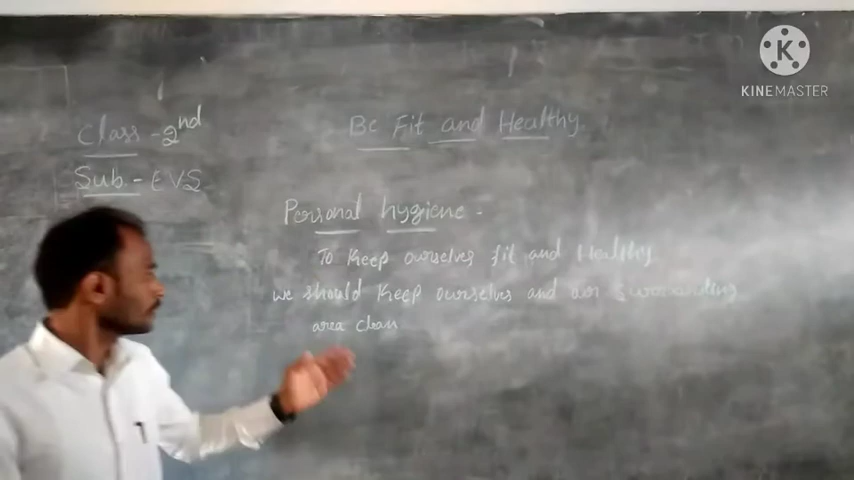 KINEMASTER
Class - 2nd
Sub. - EVS
Be Fit and Healthy
Personal hygiene -
To Keep ourselves fit and Healthy
we should Keep ourselves and our surrounding
area clean